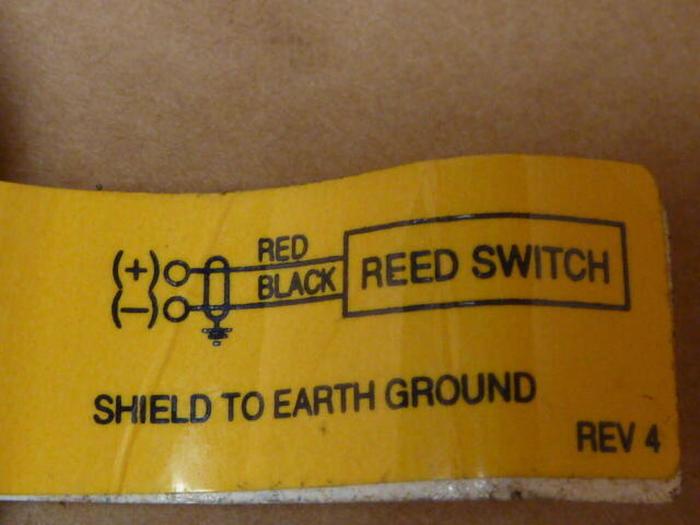 (+) RED
(−) BLACK REED SWITCH
SHIELD TO EARTH GROUND
REV 4